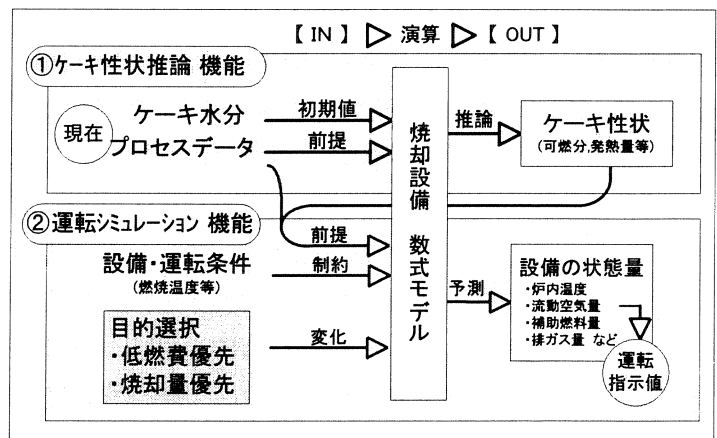 【 IN 】 ▷ 演算 ▷ 【 OUT 】
①ケーキ性状推論 機能
現在
ケーキ水分
プロセスデータ
初期値
前提
焼却設備 数式モデル
推論
ケーキ性状
(可燃分,発熱量等)
②運転シミュレーション 機能
前提
設備・運転条件
(燃焼温度等)
制約
目的選択
・低燃費優先
・焼却量優先
変化
予測
設備の状態量
・炉内温度
・流動空気量
・補助燃料量
・排ガス量 など
運転
指示値